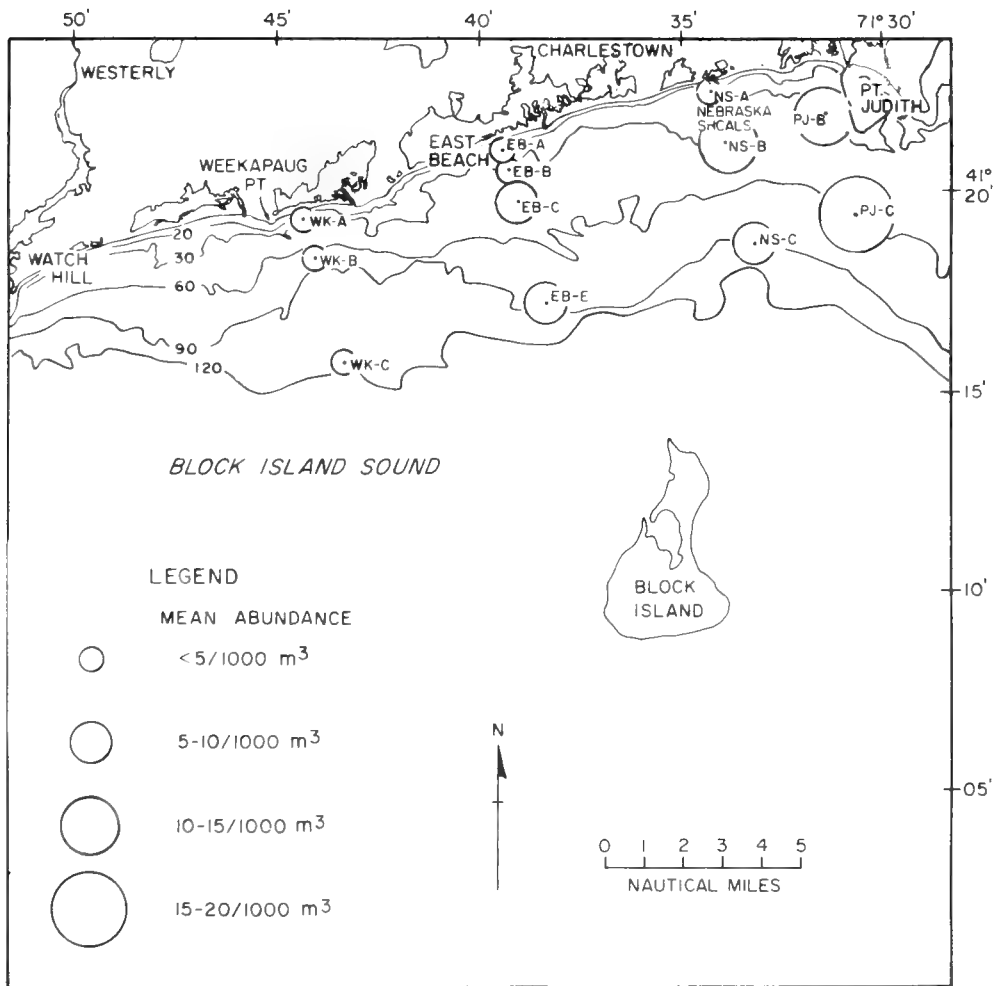 50' 45' 40' 35' 71° 30'
CHARLESTOWN
WESTERLY
PT. JUDITH
NS-A
NEBRASKA SHOALS
PJ-B
NS-B
EAST BEACH
EB-A
EB-B
WEEKAPAUG PT.
41° 20'
EB-C
PJ-C
WK-A
20
NS-C
30
WATCH HILL
WK-B
60
EB-E
90
WK-C
120
15'
BLOCK ISLAND SOUND
BLOCK ISLAND
10'
LEGEND
MEAN ABUNDANCE
<5/1000 m³
N
5-10/1000 m³
05'
10-15/1000 m³
0 1 2 3 4 5
NAUTICAL MILES
15-20/1000 m³